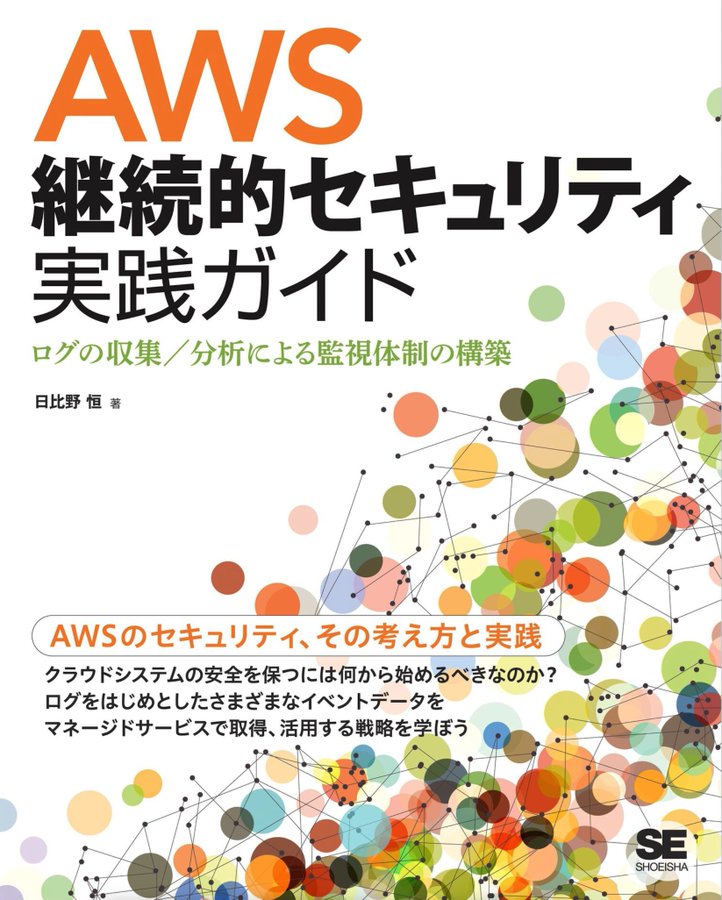 AWS
継続的セキュリティ
実践ガイド
ログの収集／分析による監視体制の構築
日比野 恒 著
AWSのセキュリティ、その考え方と実践
クラウドシステムの安全を保つには何から始めるべきなのか？
ログをはじめとしたさまざまなイベントデータを
マネージドサービスで取得、活用する戦略を学ぼう
SE
SHOEISHA